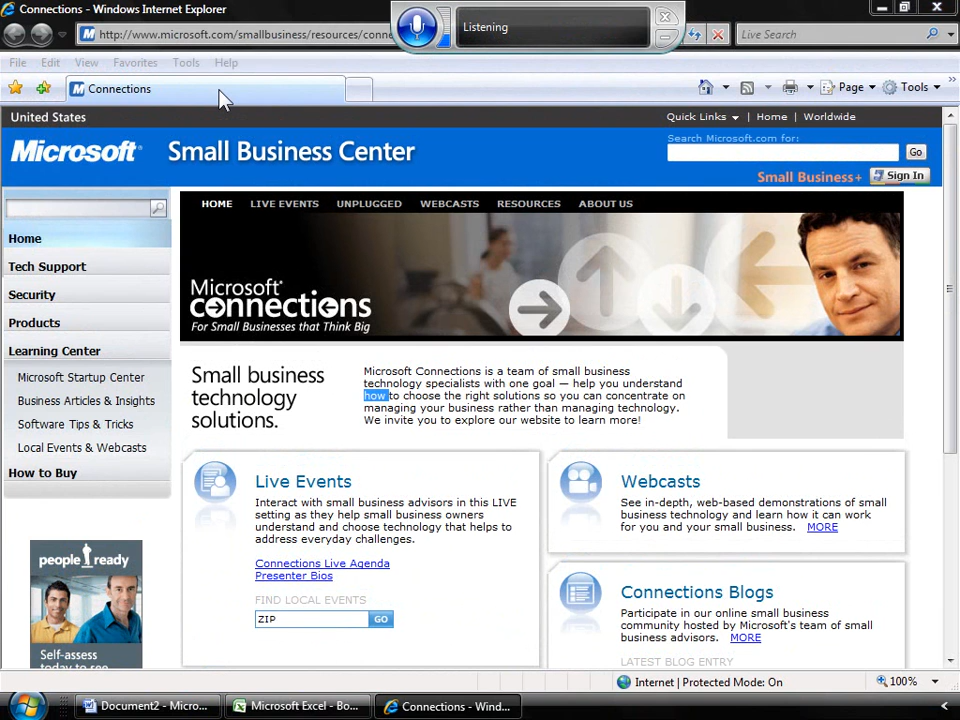 Connections - Windows Internet Explorer
Listening
http://www.microsoft.com/smallbusiness/resources/conne
Live Search
File Edit View Favorites Tools Help
Connections
Page Tools
United States
Quick Links | Home | Worldwide
Microsoft Small Business Center
Search Microsoft.com for:
Go
Small Business+ Sign In
HOME LIVE EVENTS UNPLUGGED WEBCASTS RESOURCES ABOUT US
Home
Tech Support
Security
Products
Learning Center
Microsoft Startup Center
Business Articles & Insights
Software Tips & Tricks
Local Events & Webcasts
How to Buy
people ready
Self-assess
today to see
Microsoft
connections
For Small Businesses that Think Big
Small business
technology
solutions.
Microsoft Connections is a team of small business
technology specialists with one goal — help you understand
how to choose the right solutions so you can concentrate on
managing your business rather than managing technology.
We invite you to explore our website to learn more!
Live Events
Interact with small business advisors in this LIVE
setting as they help small business owners
understand and choose technology that helps to
address everyday challenges.
Connections Live Agenda
Presenter Bios
FIND LOCAL EVENTS
ZIP GO
Webcasts
See in-depth, web-based demonstrations of small
business technology and learn how it can work
for you and your small business. MORE
Connections Blogs
Participate in our online small business
community hosted by Microsoft's team of small
business advisors. MORE
LATEST BLOG ENTRY
Internet | Protected Mode: On
100%
Document2 - Micro...
Microsoft Excel - Bo...
Connections - Wind...